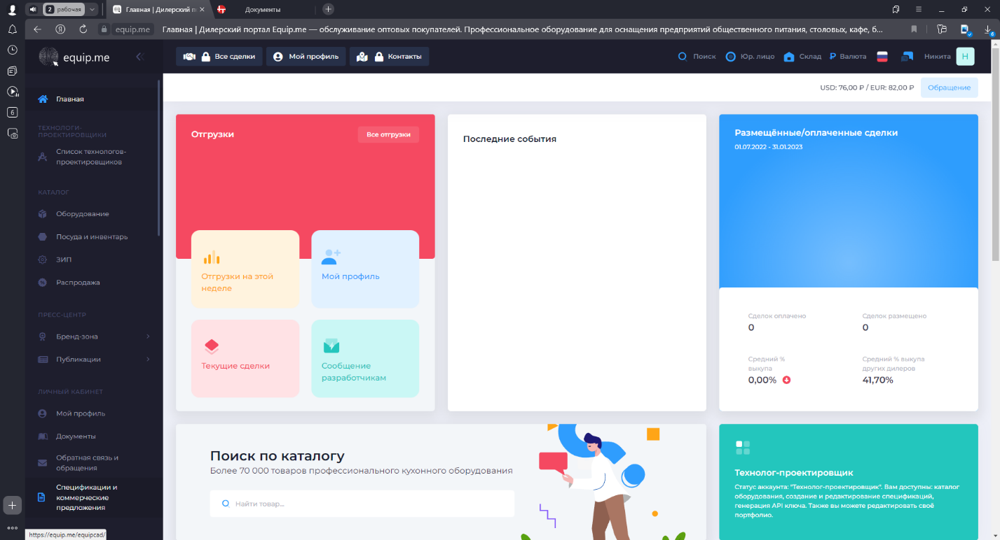 2 рабочая
Главная | Дилерский п
Документы
equip.me
Главная | Дилерский портал Equip.me — обслуживание оптовых покупателей. Профессиональное оборудование для оснащения предприятий общественного питания, столовых, кафе, б...
6
6
equip.me
Все сделки
Мой профиль
Контакты
Поиск
Юр. лицо
Склад
₽ Валюта
Никита
Н
USD: 76,00 ₽ / EUR: 82,00 ₽
Обращение
Главная
ТЕХНОЛОГИ-
ПРОЕКТИРОВЩИКИ
Список технологов-
проектировщиков
КАТАЛОГ
Оборудование
Посуда и инвентарь
ЗИП
Распродажа
ПРЕСС-ЦЕНТР
Бренд-зона
Публикации
ЛИЧНЫЙ КАБИНЕТ
Мой профиль
Документы
Обратная связь и
обращения
Спецификации и
коммерческие
предложения
https://equip.me/equipcad/
Отгрузки
Все отгрузки
Отгрузки на этой
неделе
Мой профиль
Текущие сделки
Сообщение
разработчикам
Последние события
Размещённые/оплаченные сделки
01.07.2022 - 31.01.2023
Сделок оплачено
0
Сделок размещено
0
Средний %
выкупа
0,00%
Средний % выкупа
других дилеров
41,70%
Поиск по каталогу
Более 70 000 товаров профессионального кухонного оборудования
Найти товар...
Технолог-проектировщик
Статус аккаунта: "Технолог-проектировщик". Вам доступны: каталог
оборудования, создание и редактирование спецификаций,
генерация API ключа. Также вы можете редактировать своё
портфолио.